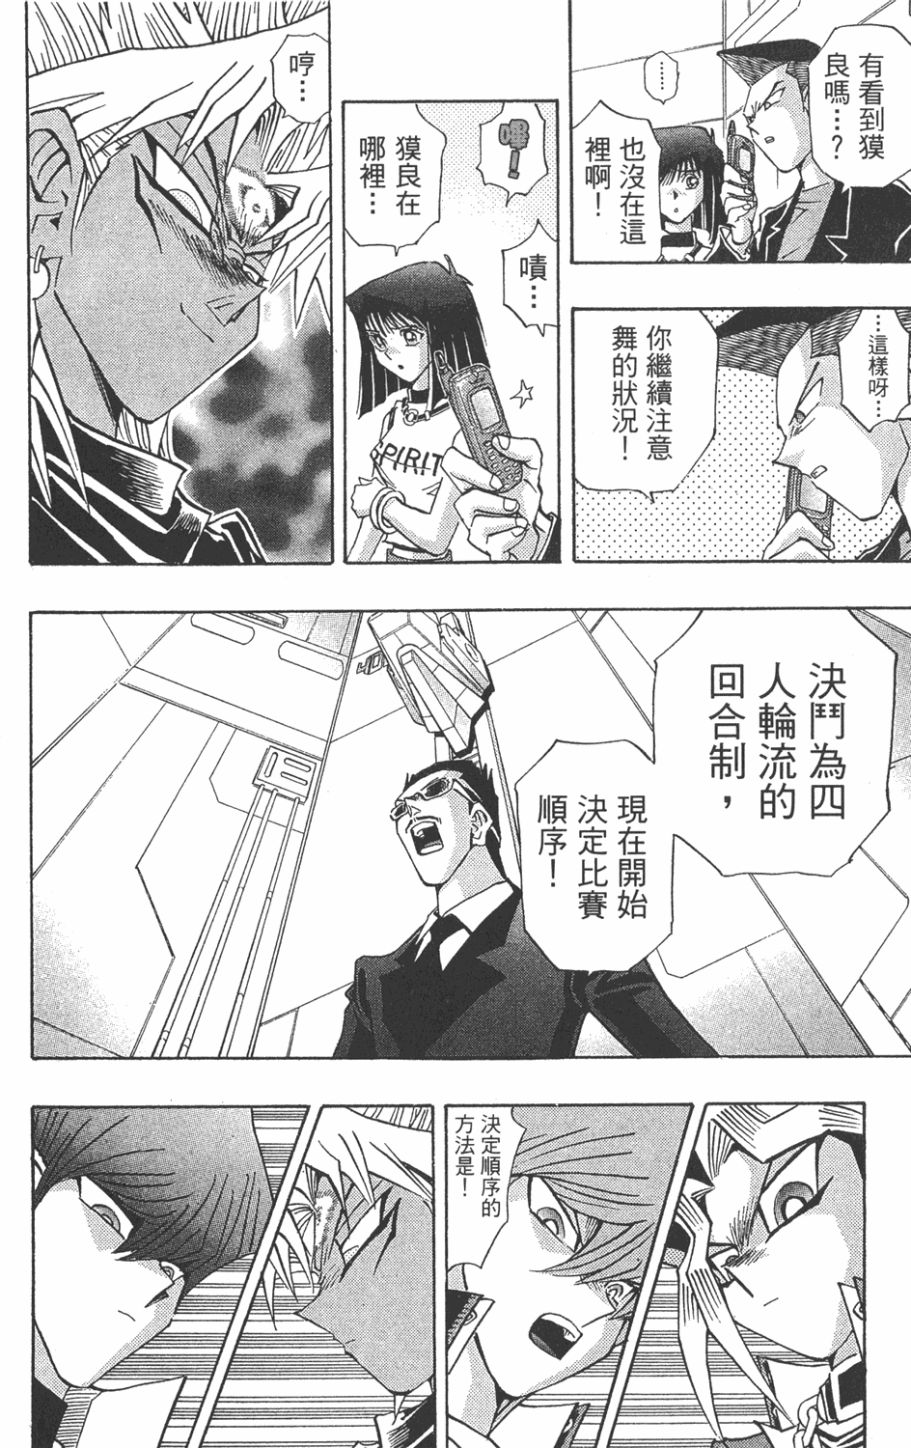 有看到獏
良嗎…?
……
也沒在這
裡啊!
…這樣呀…
你繼續注意
舞的狀況!
嗶
嘖…
獏良在
哪裡…
SPIRIT
哼…
決鬥為四
人輪流的
回合制，
現在開始
決定比賽
順序!
決定順序的
方法是!